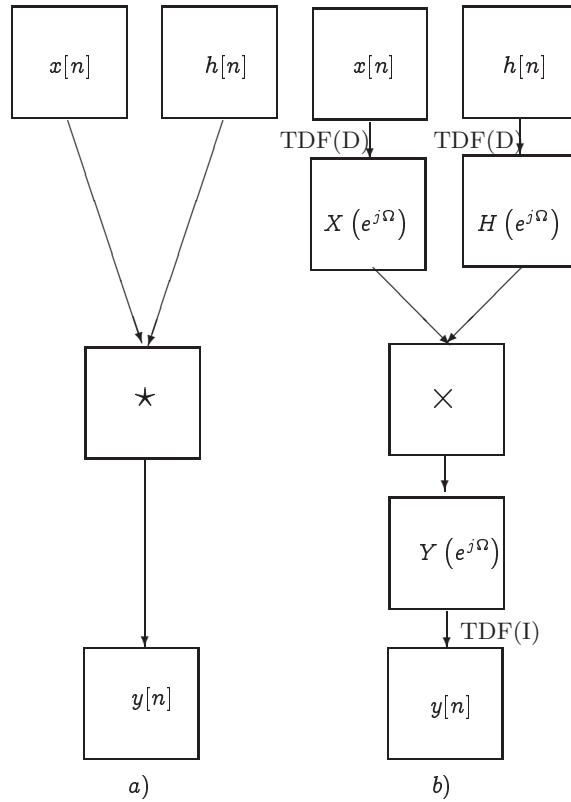 x[n] h[n] x[n] h[n]
TDF(D) TDF(D)
X (e^{jΩ}) H (e^{jΩ})
⋆ ×
Y (e^{jΩ})
TDF(I)
y[n] y[n]
a) b)